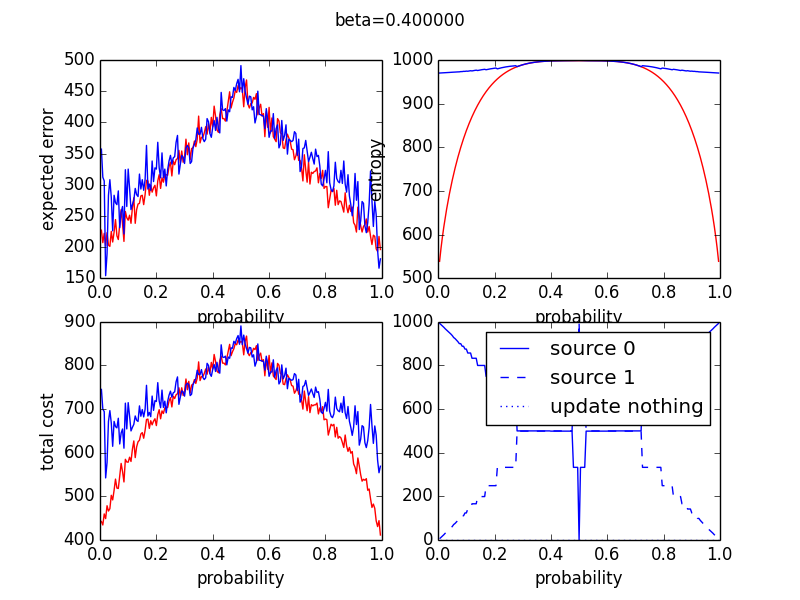 beta=0.400000
500
450
400
350
300
250
200
150
expected error
0.0 0.2 0.4 0.6 0.8 1.0
probability
1000
900
800
700
600
500
entropy
0.0 0.2 0.4 0.6 0.8 1.0
probability
900
800
700
600
500
400
total cost
0.0 0.2 0.4 0.6 0.8 1.0
probability
1000
800
600
400
200
0
source 0
source 1
update nothing
0.0 0.2 0.4 0.6 0.8 1.0
probability